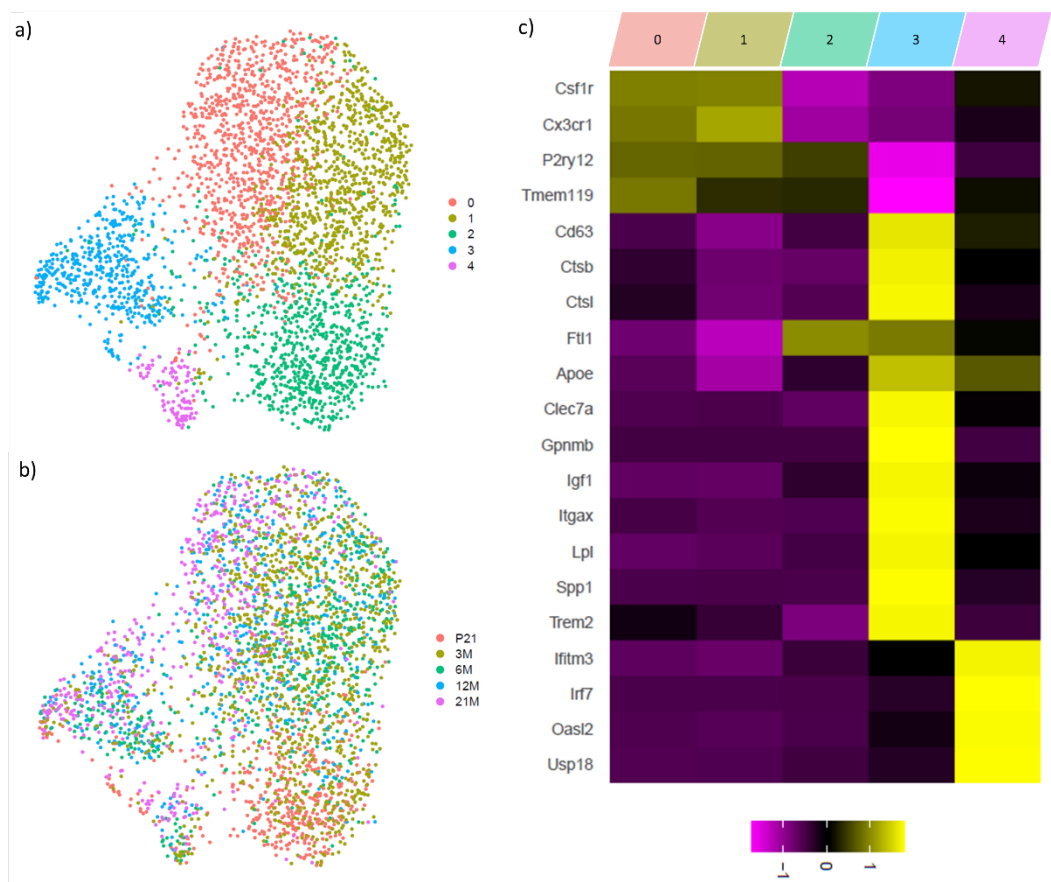 a)
0
1
2
3
4
b)
P21
3M
6M
12M
21M
c)
0 1 2 3 4
Csf1r
Cx3cr1
P2ry12
Tmem119
Cd63
Ctsb
Ctsl
Ftl1
Apoe
Clec7a
Gpnmb
Igf1
Itgax
Lpl
Spp1
Trem2
Ifitm3
Irf7
Oasl2
Usp18
-1 0 1